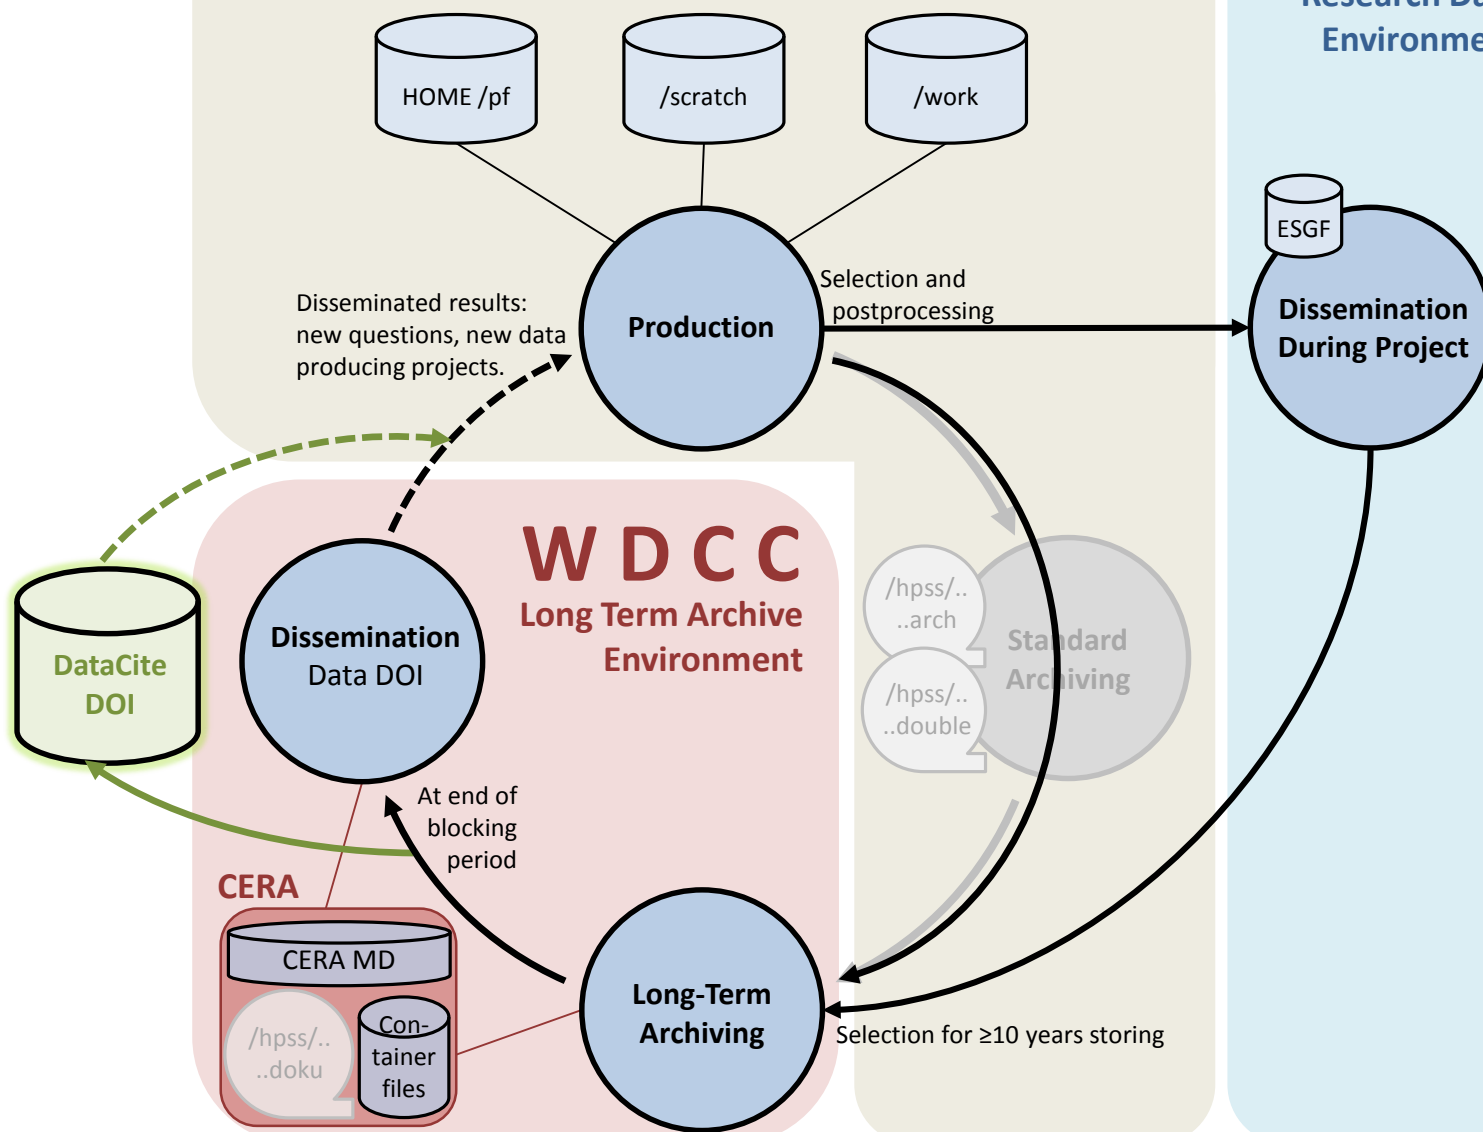 Environme
HOME /pf
/scratch
/work
ESGF
Selection and
postprocessing
Disseminated results:
new questions, new data
producing projects.
Production
Dissemination
During Project
W D C C
Long Term Archive
Environment
/hpss/..
..arch
Standard
Archiving
/hpss/..
..double
Dissemination
Data DOI
DataCite
DOI
At end of
blocking
period
CERA
CERA MD
/hpss/..
..doku
Con-
tainer
files
Long-Term
Archiving
Selection for ≥10 years storing